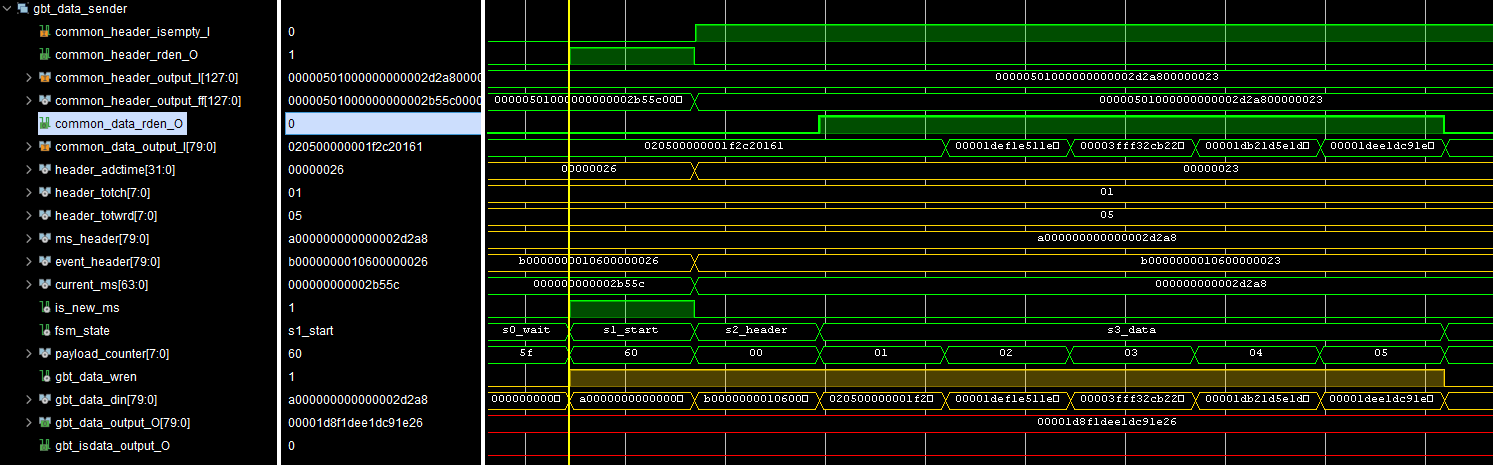 gbt_data_sender
common_header_isempty_I 0
common_header_rden_O 1
common_header_output_I[127:0] 00000501000000000002d2a80000 00000501000000000002d2a800000023
common_header_output_ff[127:0] 00000501000000000002b55c0000 00000501000000000002b55c00 00000501000000000002d2a800000023
common_data_rden_O 0
common_data_output_I[79:0] 020500000001f2c20161 020500000001f2c20161 00001def1e511e 00003fff32cb22 00001db21d5e1d 00001dee1dc91e
header_adctime[31:0] 00000026 00000026 00000023
header_totch[7:0] 01 01
header_totwrd[7:0] 05 05
ms_header[79:0] a000000000000002d2a8 a000000000000002d2a8
event_header[79:0] b0000000010600000026 b0000000010600000026 b0000000010600000023
current_ms[63:0] 000000000002b55c 000000000002b55c 000000000002d2a8
is_new_ms 1
fsm_state s1_start s0_wait s1_start s2_header s3_data
payload_counter[7:0] 60 5f 60 00 01 02 03 04 05
gbt_data_wren 1
gbt_data_din[79:0] a000000000000002d2a8 000000000 a0000000000000 b0000000010600 020500000001f2 00001def1e511e 00003fff32cb22 00001db21d5e1d 00001dee1dc91e
gbt_data_output_O[79:0] 00001d8f1dee1dc91e26 00001d8f1dee1dc91e26
gbt_isdata_output_O 0